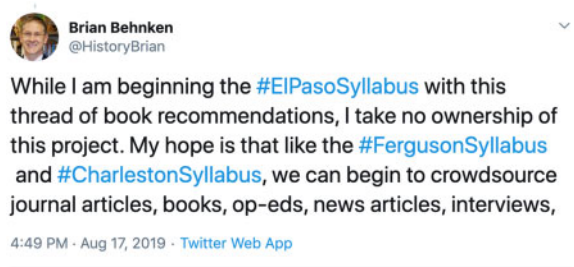 Brian Behnken
@HistoryBrian
While I am beginning the #ElPasoSyllabus with this
thread of book recommendations, I take no ownership of
this project. My hope is that like the #FergusonSyllabus
and #CharlestonSyllabus, we can begin to crowdsource
journal articles, books, op-eds, news articles, interviews,
4:49 PM · Aug 17, 2019 · Twitter Web App